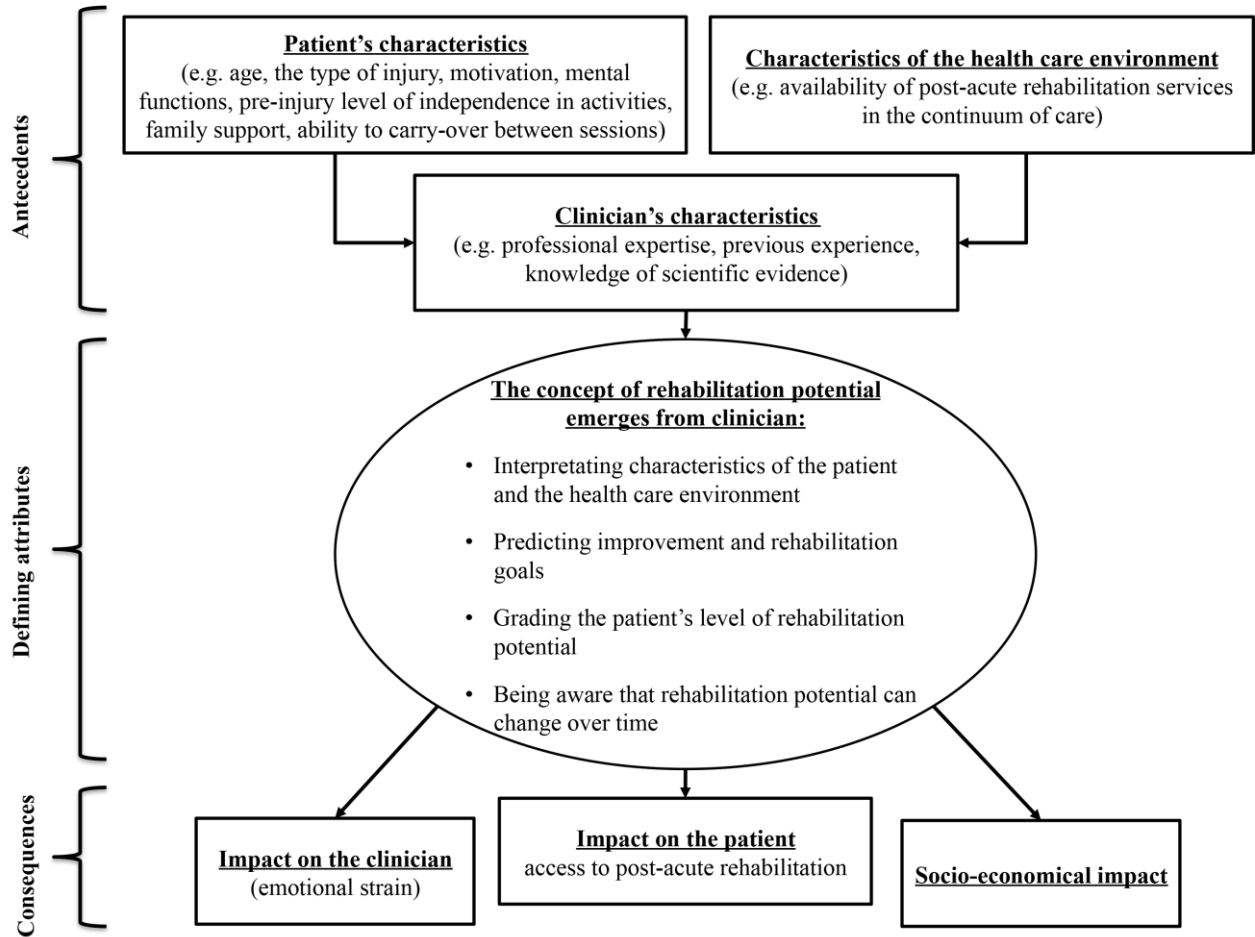 Antecedents
Patient's characteristics
(e.g. age, the type of injury, motivation, mental
functions, pre-injury level of independence in activities,
family support, ability to carry-over between sessions)
Characteristics of the health care environment
(e.g. availability of post-acute rehabilitation services
in the continuum of care)
Clinician's characteristics
(e.g. professional expertise, previous experience,
knowledge of scientific evidence)
Defining attributes
The concept of rehabilitation potential
emerges from clinician:
• Interpretating characteristics of the patient
and the health care environment
• Predicting improvement and rehabilitation
goals
• Grading the patient's level of rehabilitation
potential
• Being aware that rehabilitation potential can
change over time
Consequences
Impact on the clinician
(emotional strain)
Impact on the patient
access to post-acute rehabilitation
Socio-economical impact